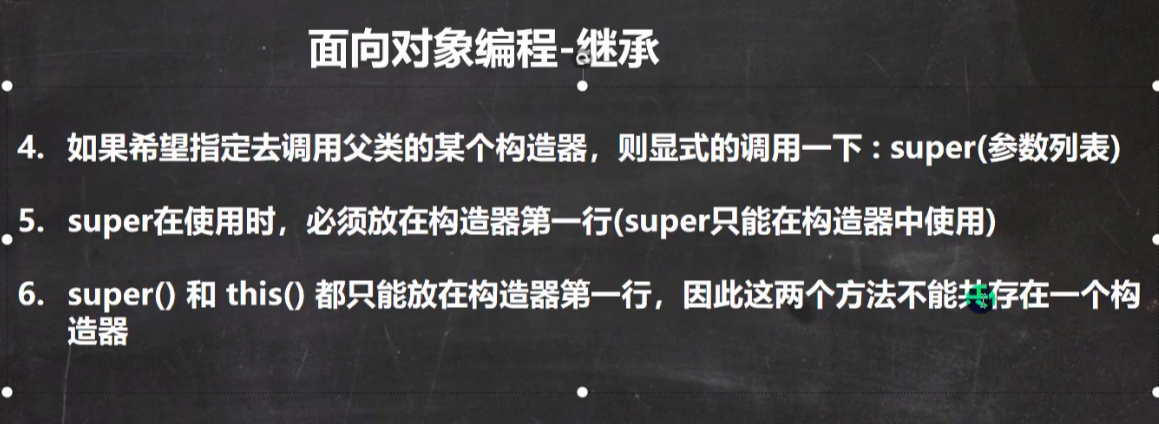 面向对象编程-继承
4. 如果希望指定去调用父类的某个构造器，则显式的调用一下 : super(参数列表)
5. super在使用时，必须放在构造器第一行(super只能在构造器中使用)
6. super() 和 this() 都只能放在构造器第一行，因此这两个方法不能共存在一个构
造器